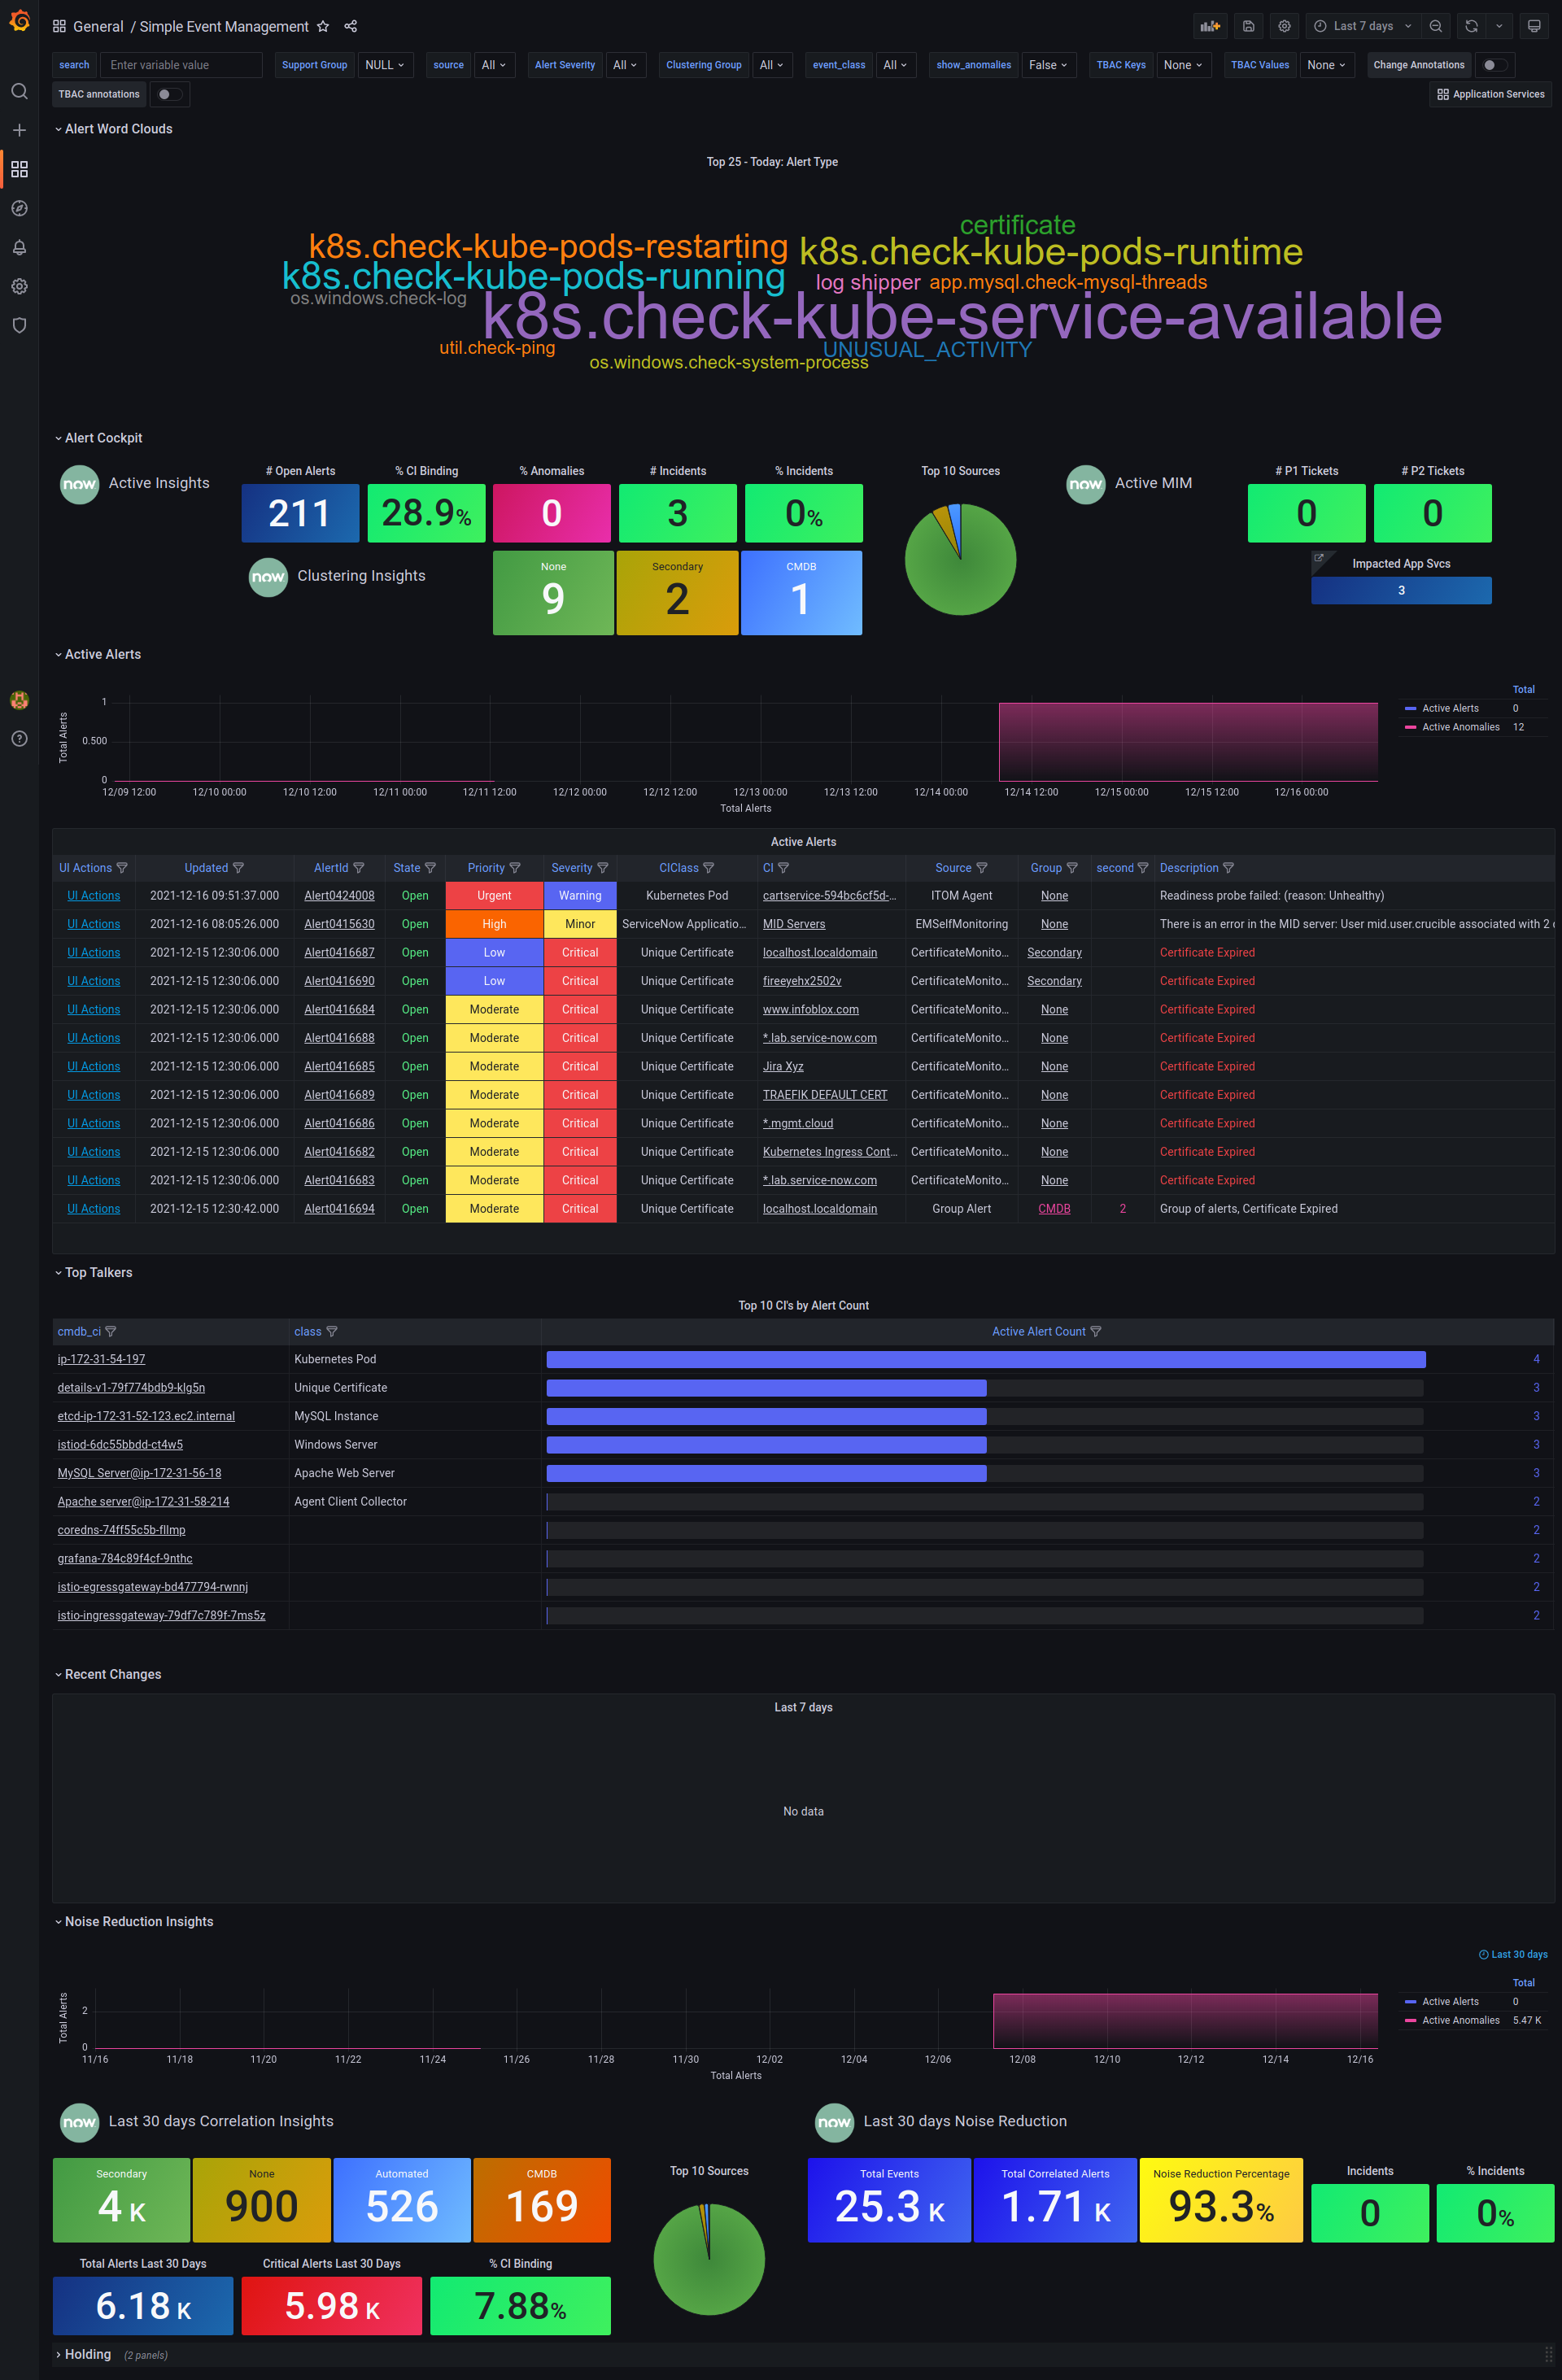 General / Simple Event Management
Last 7 days
search Enter variable value Support Group NULL source All Alert Severity All Clustering Group All event_class All show_anomalies False TBAC Keys None TBAC Values None Change Annotations
TBAC annotations Application Services
Alert Word Clouds
Top 25 - Today: Alert Type
certificate
k8s.check-kube-pods-restarting k8s.check-kube-pods-runtime
k8s.check-kube-pods-running log shipper app.mysql.check-mysql-threads
os.windows.check-log k8s.check-kube-service-available
util.check-ping UNUSUAL_ACTIVITY
os.windows.check-system-process
Alert Cockpit
now Active Insights
# Open Alerts % CI Binding % Anomalies # Incidents % Incidents
211 28.9% 0 3 0%
Top 10 Sources
now Active MIM
# P1 Tickets # P2 Tickets
0 0
now Clustering Insights
None Secondary CMDB
9 2 1
Impacted App Svcs
3
Active Alerts
Total Alerts
1
0.500
0
12/09 12:00 12/10 00:00 12/10 12:00 12/11 00:00 12/11 12:00 12/12 00:00 12/12 12:00 12/13 00:00 12/13 12:00 12/14 00:00 12/14 12:00 12/15 00:00 12/15 12:00 12/16 00:00
Total Alerts
Total
Active Alerts 0
Active Anomalies 12
Active Alerts
UI Actions Updated AlertId State Priority Severity CIClass CI Source Group second Description
UI Actions 2021-12-16 09:51:37.000 Alert0424008 Open Urgent Warning Kubernetes Pod cartservice-594bc6cf5d-... ITOM Agent None Readiness probe failed: (reason: Unhealthy)
UI Actions 2021-12-16 08:05:26.000 Alert0415630 Open High Minor ServiceNow Applicatio... MID Servers EMSelfMonitoring None There is an error in the MID server: User mid.user.crucible associated with 2
UI Actions 2021-12-15 12:30:06.000 Alert0416687 Open Low Critical Unique Certificate localhost.localdomain CertificateMonito... Secondary Certificate Expired
UI Actions 2021-12-15 12:30:06.000 Alert0416690 Open Low Critical Unique Certificate fireeyehx2502v CertificateMonito... Secondary Certificate Expired
UI Actions 2021-12-15 12:30:06.000 Alert0416684 Open Moderate Critical Unique Certificate www.infoblox.com CertificateMonito... None Certificate Expired
UI Actions 2021-12-15 12:30:06.000 Alert0416688 Open Moderate Critical Unique Certificate *.lab.service-now.com CertificateMonito... None Certificate Expired
UI Actions 2021-12-15 12:30:06.000 Alert0416685 Open Moderate Critical Unique Certificate Jira Xyz CertificateMonito... None Certificate Expired
UI Actions 2021-12-15 12:30:06.000 Alert0416689 Open Moderate Critical Unique Certificate TRAEFIK DEFAULT CERT CertificateMonito... None Certificate Expired
UI Actions 2021-12-15 12:30:06.000 Alert0416686 Open Moderate Critical Unique Certificate *.mgmt.cloud CertificateMonito... None Certificate Expired
UI Actions 2021-12-15 12:30:06.000 Alert0416682 Open Moderate Critical Unique Certificate Kubernetes Ingress Cont... CertificateMonito... None Certificate Expired
UI Actions 2021-12-15 12:30:06.000 Alert0416683 Open Moderate Critical Unique Certificate *.lab.service-now.com CertificateMonito... None Certificate Expired
UI Actions 2021-12-15 12:30:42.000 Alert0416694 Open Moderate Critical Unique Certificate localhost.localdomain Group Alert CMDB 2 Group of alerts, Certificate Expired
Top Talkers
Top 10 CI's by Alert Count
cmdb_ci class Active Alert Count
ip-172-31-54-197 Kubernetes Pod 4
details-v1-79f774bdb9-klg5n Unique Certificate 3
etcd-ip-172-31-52-123.ec2.internal MySQL Instance 3
istiod-6dc55bbdd-ct4w5 Windows Server 3
MySQL Server@ip-172-31-56-18 Apache Web Server 3
Apache server@ip-172-31-58-214 Agent Client Collector 2
coredns-74ff55c5b-fllmp 2
grafana-784c89f4cf-9nthc 2
istio-egressgateway-bd477794-rwnnj 2
istio-ingressgateway-79df7c789f-7ms5z 2
Recent Changes
Last 7 days
No data
Noise Reduction Insights
Last 30 days
Total Alerts
2
0
11/16 11/18 11/20 11/22 11/24 11/26 11/28 11/30 12/02 12/04 12/06 12/08 12/10 12/12 12/14 12/16
Total Alerts
Total
Active Alerts 0
Active Anomalies 5.47 K
now Last 30 days Correlation Insights
now Last 30 days Noise Reduction
Secondary None Automated CMDB
4 K 900 526 169
Top 10 Sources
Total Events Total Correlated Alerts Noise Reduction Percentage Incidents % Incidents
25.3 K 1.71 K 93.3% 0 0%
Total Alerts Last 30 Days Critical Alerts Last 30 Days % CI Binding
6.18 K 5.98 K 7.88%
Holding (2 panels)